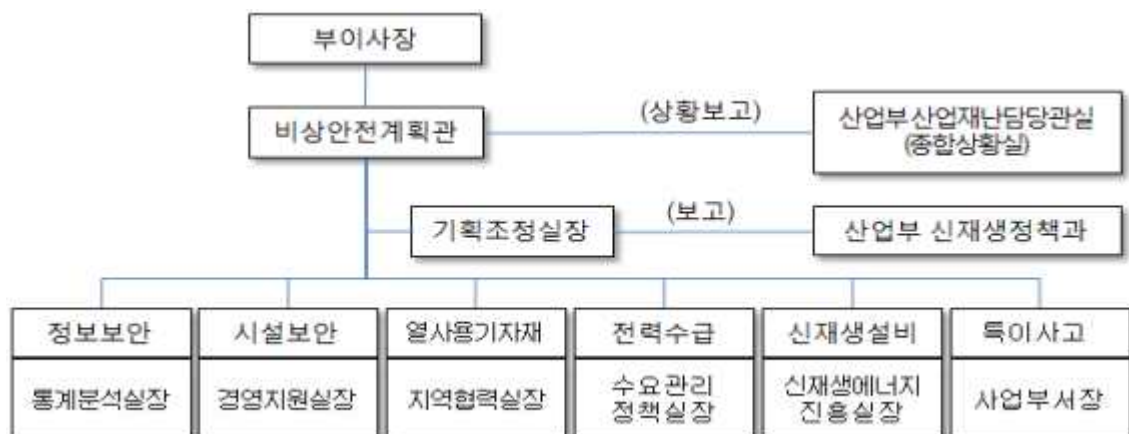 부이사장
비상안전계획관
(상황보고)
산업부 산업재난담당관실
(종합상황실)
기획조정실장
(보고)
산업부 신재생정책과
정보보안
시설보안
열사용기자재
전력수급
신재생설비
특이사고
통계분석실장
경영지원실장
지역협력실장
수요관리
정책실장
신재생에너지
진흥실장
사업부서장